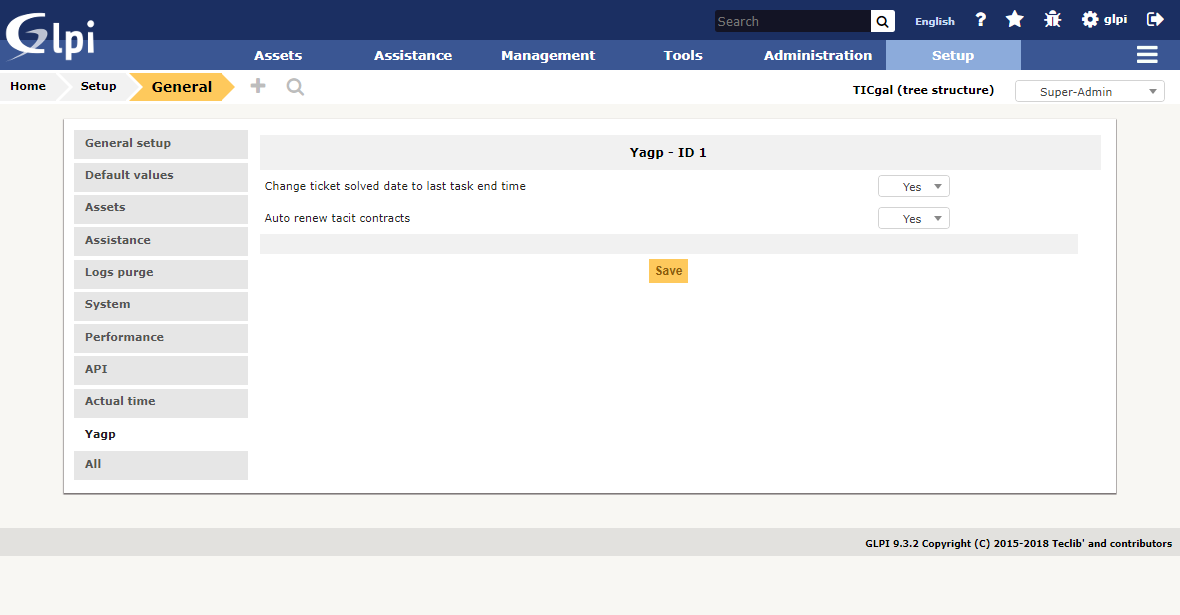 Glpi
Search
English
?
glpi
Assets
Assistance
Management
Tools
Administration
Setup
Home
Setup
General
TICgal (tree structure)
Super-Admin
General setup
Default values
Assets
Assistance
Logs purge
System
Performance
API
Actual time
Yagp
All
Yagp - ID 1
Change ticket solved date to last task end time
Yes
Auto renew tacit contracts
Yes
Save
GLPI 9.3.2 Copyright (C) 2015-2018 Teclib' and contributors